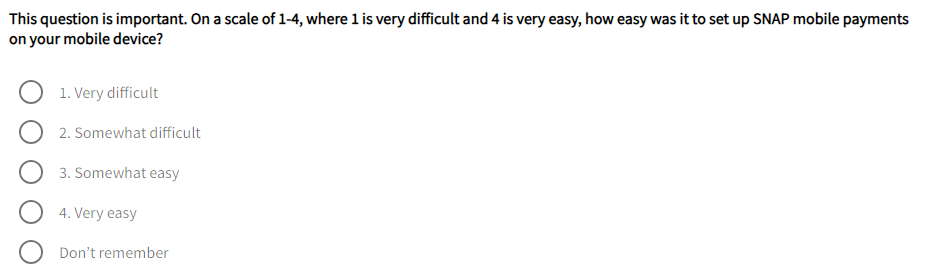 This question is important. On a scale of 1-4, where 1 is very difficult and 4 is very easy, how easy was it to set up SNAP mobile payments
on your mobile device?
1. Very difficult
2. Somewhat difficult
3. Somewhat easy
4. Very easy
Don’t remember